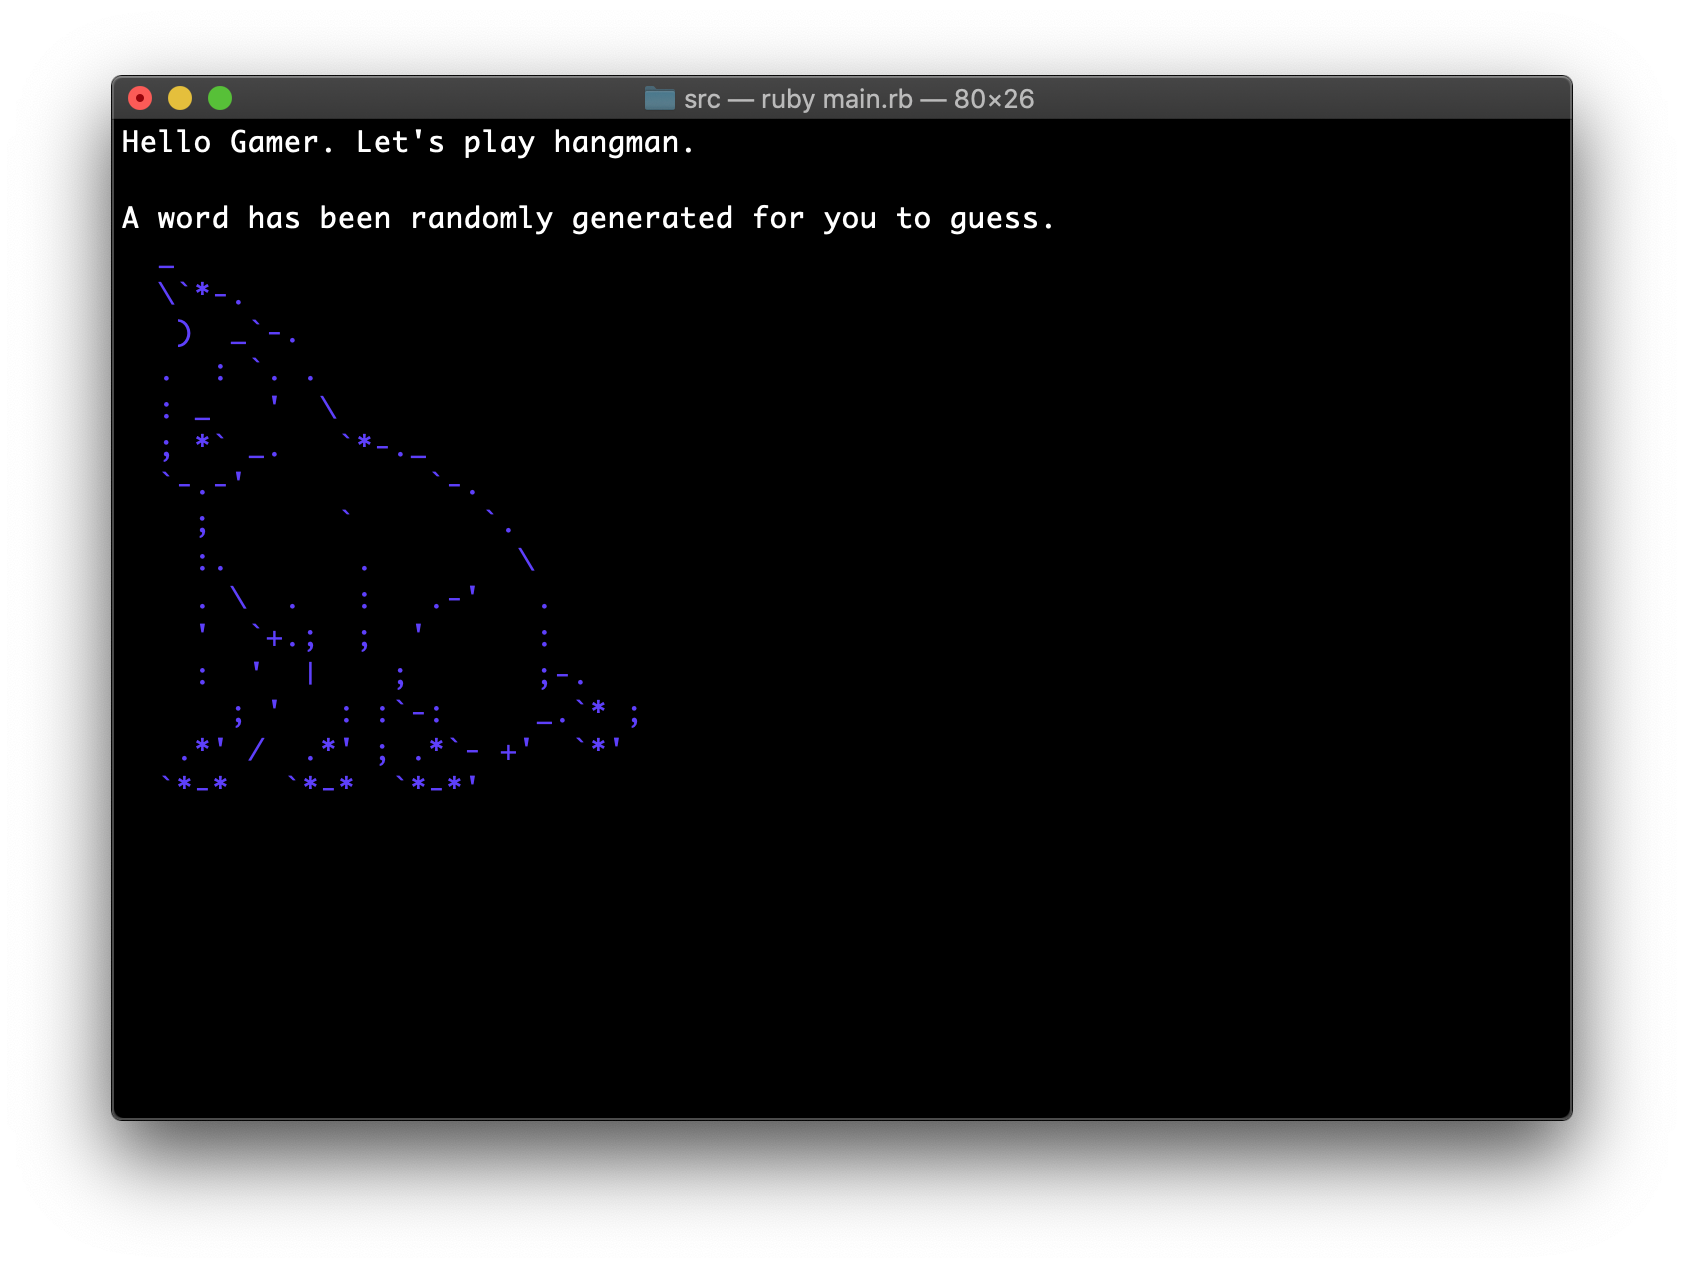 src — ruby main.rb — 80×26
Hello Gamer. Let's play hangman.
A word has been randomly generated for you to guess.